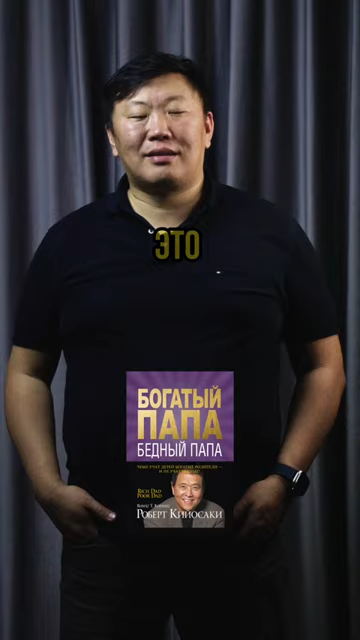 ЭТО
БОГАТЫЙ
ПАПА
БЕДНЫЙ ПАПА
RICH DAD
POOR DAD
РОБЕРТ КИЙОСАКИ